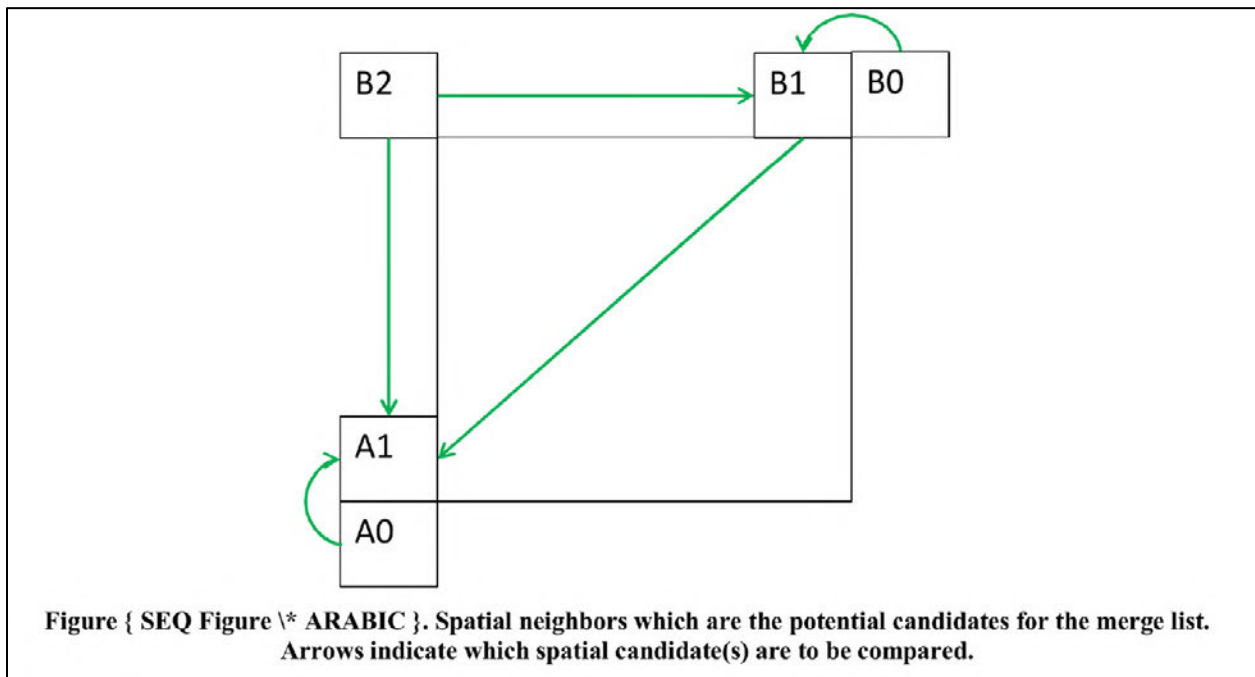 B2
B1
B0
A1
A0
Figure { SEQ Figure \* ARABIC }. Spatial neighbors which are the potential candidates for the merge list.
Arrows indicate which spatial candidate(s) are to be compared.